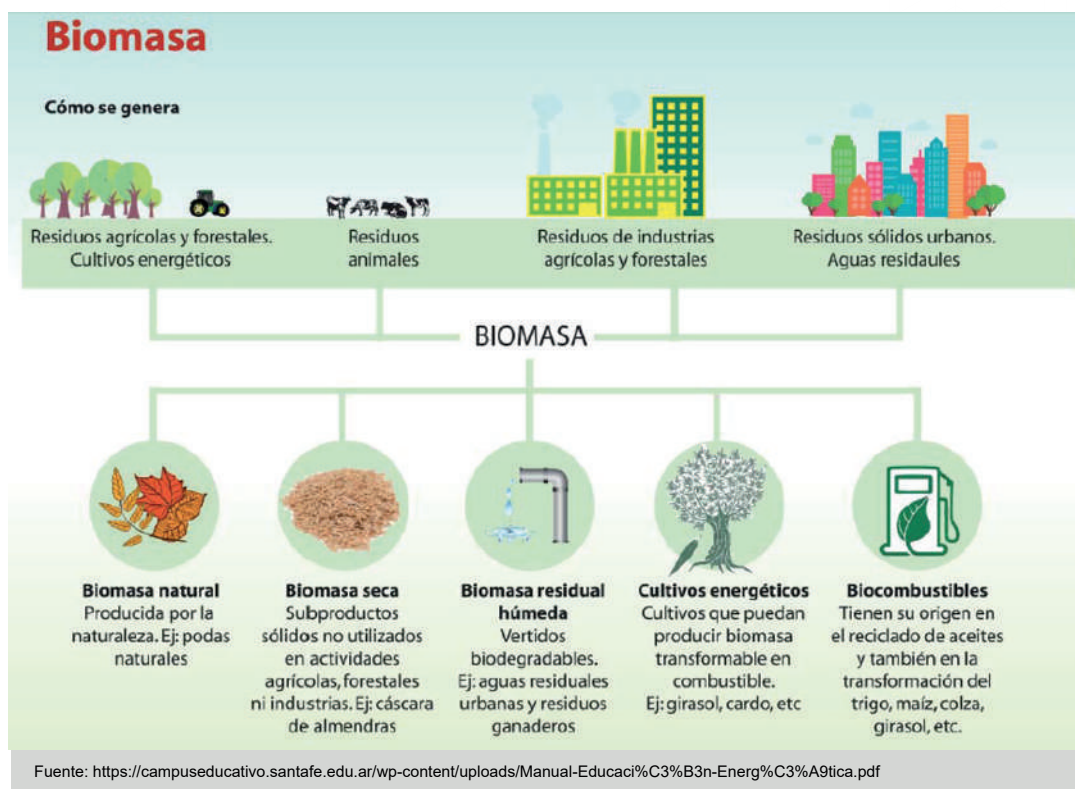 Biomasa
Cómo se genera
Residuos agrícolas y forestales.
Cultivos energéticos
Residuos
animales
Residuos de industrias
agrícolas y forestales
Residuos sólidos urbanos.
Aguas residaules
BIOMASA
Biomasa natural
Producida por la
naturaleza. Ej: podas
naturales
Biomasa seca
Subproductos
sólidos no utilizados
en actividades
agrícolas, forestales
ni industrias. Ej: cáscara
de almendras
Biomasa residual
húmeda
Vertidos
biodegradables.
Ej: aguas residuales
urbanas y residuos
ganaderos
Cultivos energéticos
Cultivos que puedan
producir biomasa
transformable en
combustible.
Ej: girasol, cardo, etc
Biocombustibles
Tienen su origen en
el reciclado de aceites
y también en la
transformación del
trigo, maíz, colza,
girasol, etc.
Fuente: https://campuseducativo.santafe.edu.ar/wp-content/uploads/Manual-Educaci%C3%B3n-Energ%C3%A9tica.pdf